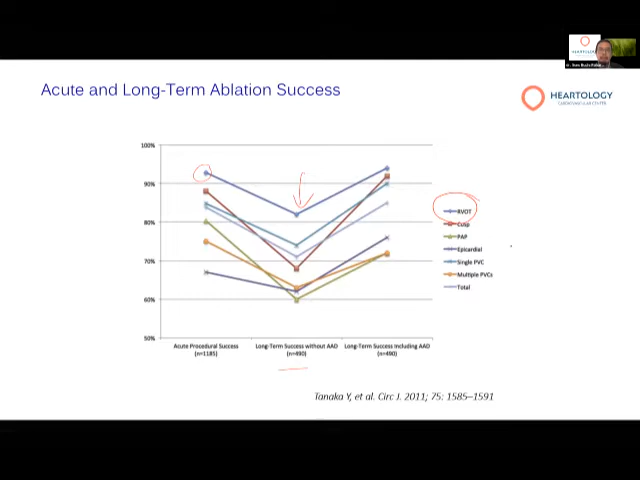 Acute and Long-Term Ablation Success
HEARTOLOGY
CARDIOVASCULAR CENTER
100%
90%
80%
70%
60%
50%
RVOT
Cusp
PAP
Epicardial
Single PVC
Multiple PVCs
Total
Acute Procedural Success
(n=1185)
Long-Term Success without AAD
(n=490)
Long-Term Success Including AAD
(n=490)
Tanaka Y, et al. Circ J. 2011; 75: 1585–1591